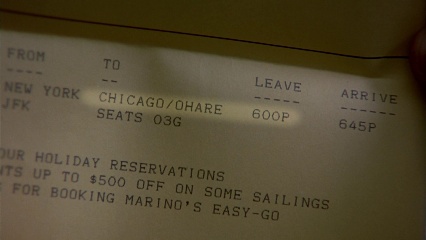 FROM TO LEAVE ARRIVE
---- -- ----- ------
NEW YORK CHICAGO/OHARE 600P 645P
JFK SEATS 03G
OUR HOLIDAY RESERVATIONS
NTS UP TO $500 OFF ON SOME SAILINGS
FOR BOOKING MARINO'S EASY-GO